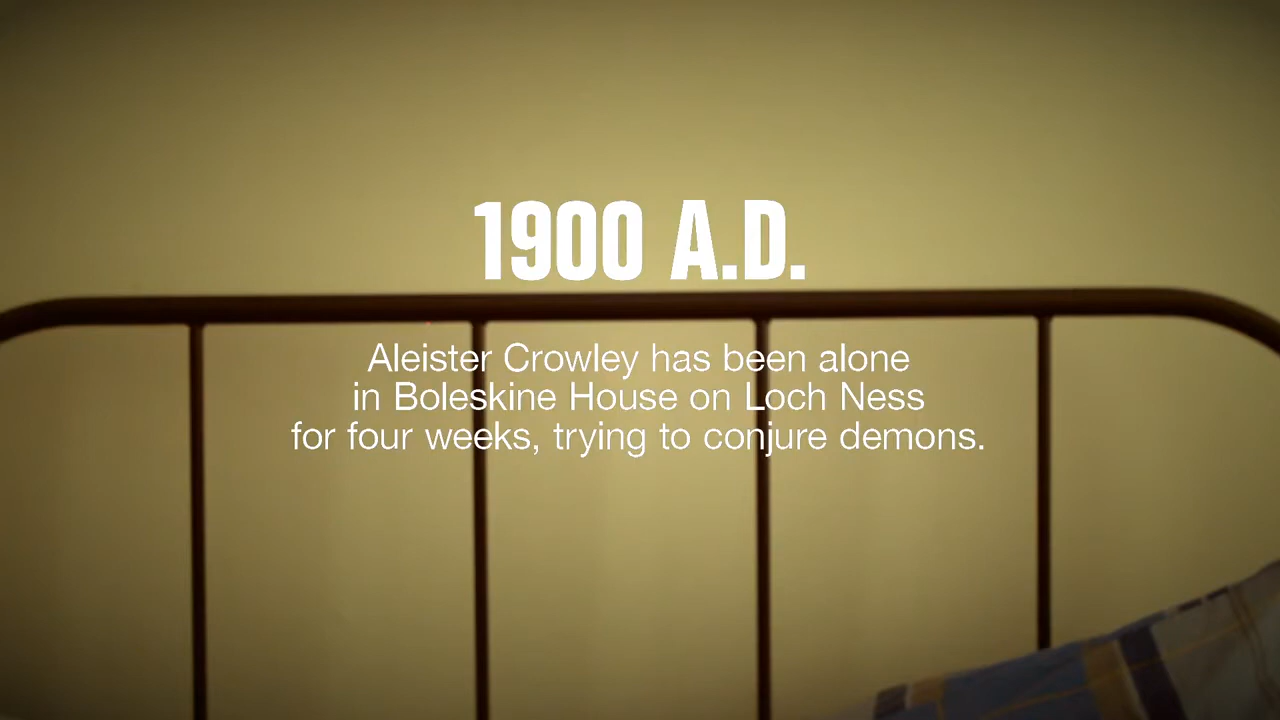 1900 A.D.
Aleister Crowley has been alone
in Boleskine House on Loch Ness
for four weeks, trying to conjure demons.